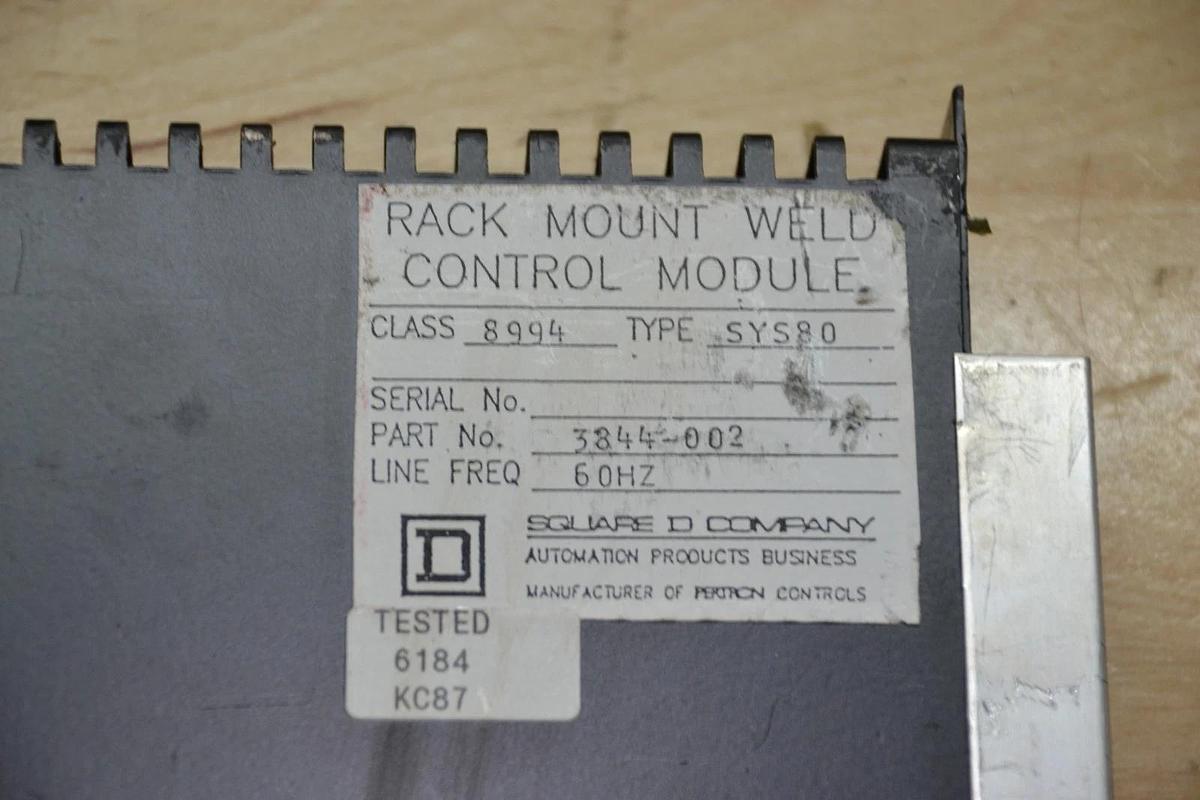 RACK MOUNT WELD
CONTROL MODULE
CLASS 8994 TYPE SYS80
SERIAL No.
PART No. 3844-002
LINE FREQ 60HZ
D SQUARE D COMPANY
AUTOMATION PRODUCTS BUSINESS
MANUFACTURER OF PERTRON CONTROLS
TESTED
6184
KC87